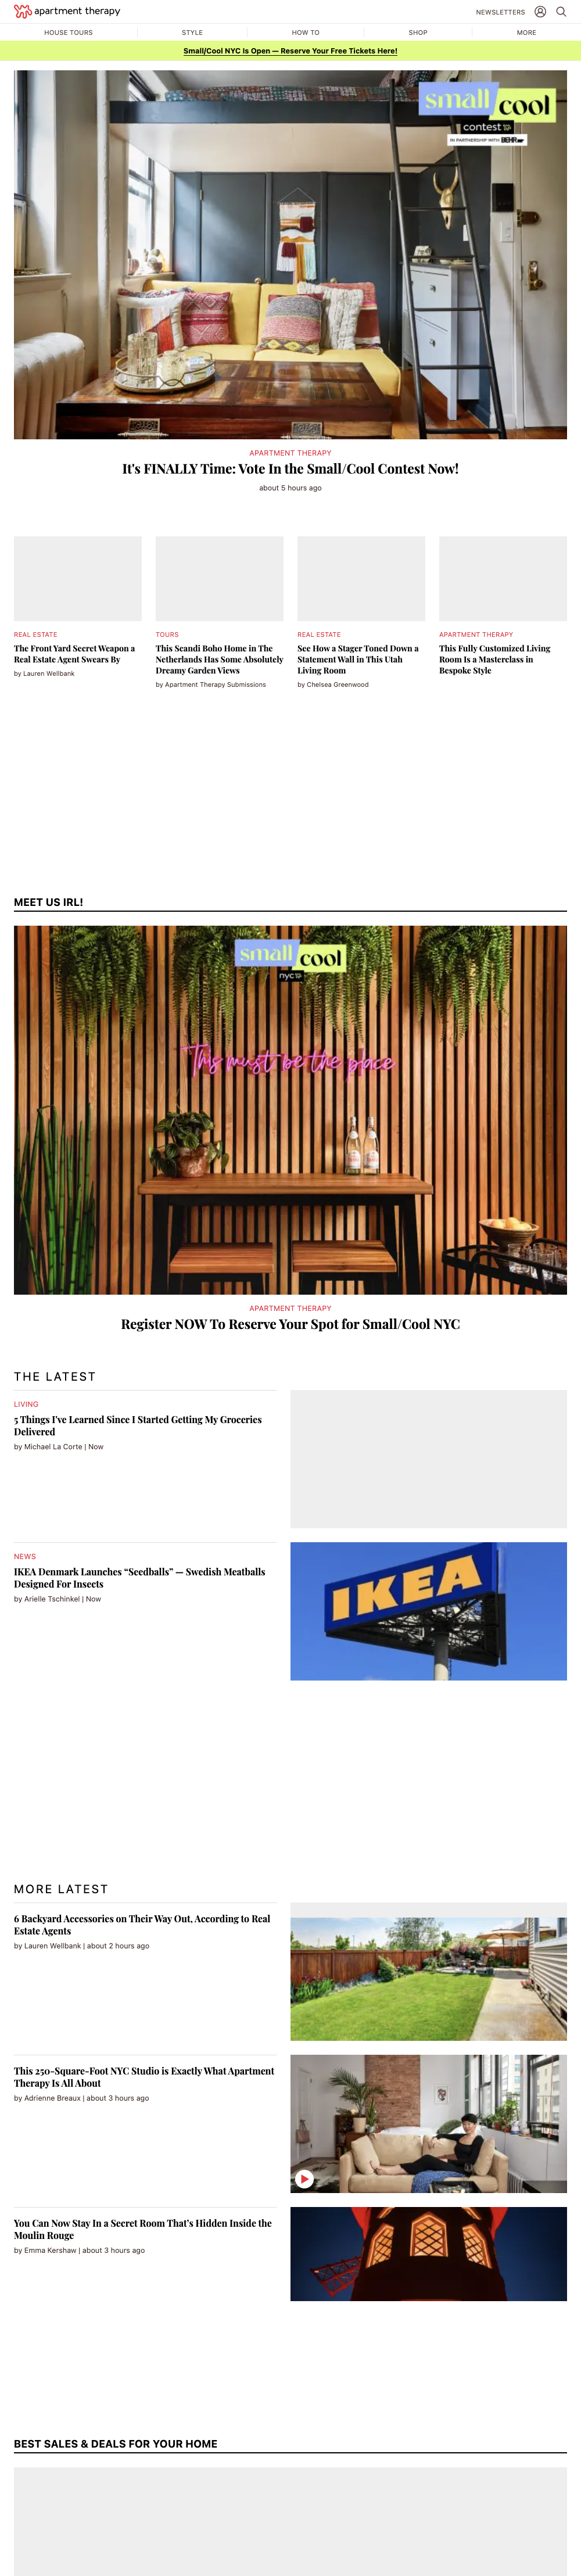 apartment therapy
NEWSLETTERS
HOUSE TOURS
STYLE
HOW TO
SHOP
MORE
Small/Cool NYC Is Open — Reserve Your Free Tickets Here!
small
cool
contest
IN PARTNERSHIP WITH BEHR
APARTMENT THERAPY
It's FINALLY Time: Vote In the Small/Cool Contest Now!
about 5 hours ago
REAL ESTATE
The Front Yard Secret Weapon a
Real Estate Agent Swears By
by Lauren Wellbank
TOURS
This Scandi Boho Home in The
Netherlands Has Some Absolutely
Dreamy Garden Views
by Apartment Therapy Submissions
REAL ESTATE
See How a Stager Toned Down a
Statement Wall in This Utah
Living Room
by Chelsea Greenwood
APARTMENT THERAPY
This Fully Customized Living
Room Is a Masterclass in
Bespoke Style
MEET US IRL!
small
cool
nyc
This must be the place
APARTMENT THERAPY
Register NOW To Reserve Your Spot for Small/Cool NYC
THE LATEST
LIVING
5 Things I've Learned Since I Started Getting My Groceries
Delivered
by Michael La Corte | Now
NEWS
IKEA Denmark Launches “Seedballs” — Swedish Meatballs
Designed For Insects
by Arielle Tschinkel | Now
IKEA
MORE LATEST
6 Backyard Accessories on Their Way Out, According to Real
Estate Agents
by Lauren Wellbank | about 2 hours ago
This 250-Square-Foot NYC Studio is Exactly What Apartment
Therapy Is All About
by Adrienne Breaux | about 3 hours ago
You Can Now Stay In a Secret Room That’s Hidden Inside the
Moulin Rouge
by Emma Kershaw | about 3 hours ago
BEST SALES & DEALS FOR YOUR HOME